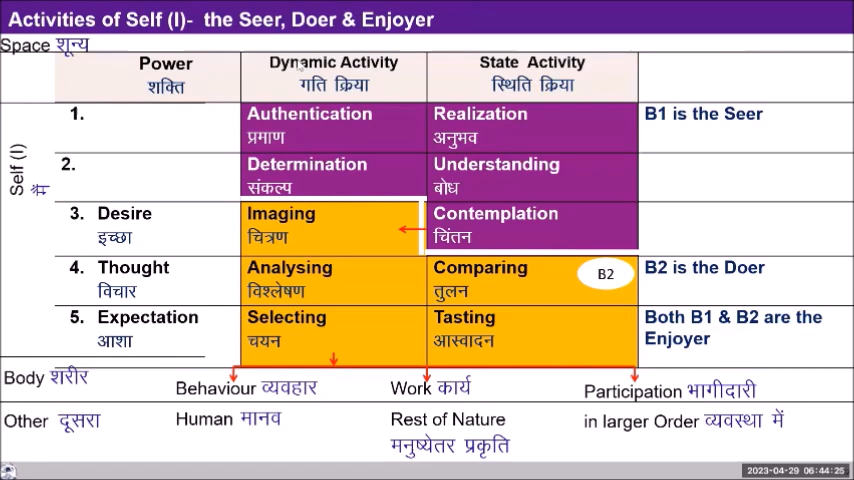 Activities of Self (I)- the Seer, Doer & Enjoyer
Space शून्य
Power
शक्ति
Dynamic Activity
गति क्रिया
State Activity
स्थिति क्रिया
Self (I)
मैं
1.
Authentication
प्रमाण
Realization
अनुभव
B1 is the Seer
2.
Determination
संकल्प
Understanding
बोध
3. Desire
इच्छा
Imaging
चित्रण
Contemplation
चिंतन
4. Thought
विचार
Analysing
विश्लेषण
Comparing
तुलन
B2
B2 is the Doer
5. Expectation
आशा
Selecting
चयन
Tasting
आस्वादन
Both B1 & B2 are the
Enjoyer
Body शरीर
Behaviour व्यवहार
Work कार्य
Participation भागीदारी
Other दूसरा
Human मानव
Rest of Nature
मनुष्येतर प्रकृति
in larger Order व्यवस्था में
2023-04-29 06:44:25